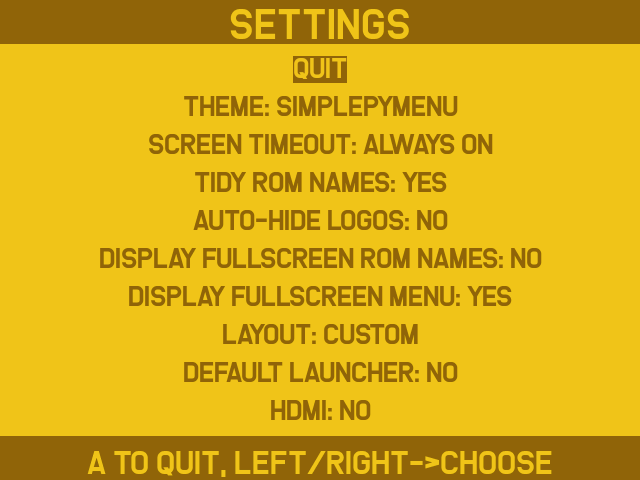 SETTINGS
QUIT
THEME: SIMPLEPYMENU
SCREEN TIMEOUT: ALWAYS ON
TIDY ROM NAMES: YES
AUTO-HIDE LOGOS: NO
DISPLAY FULLSCREEN ROM NAMES: NO
DISPLAY FULLSCREEN MENU: YES
LAYOUT: CUSTOM
DEFAULT LAUNCHER: NO
HDMI: NO
A TO QUIT, LEFT/RIGHT->CHOOSE